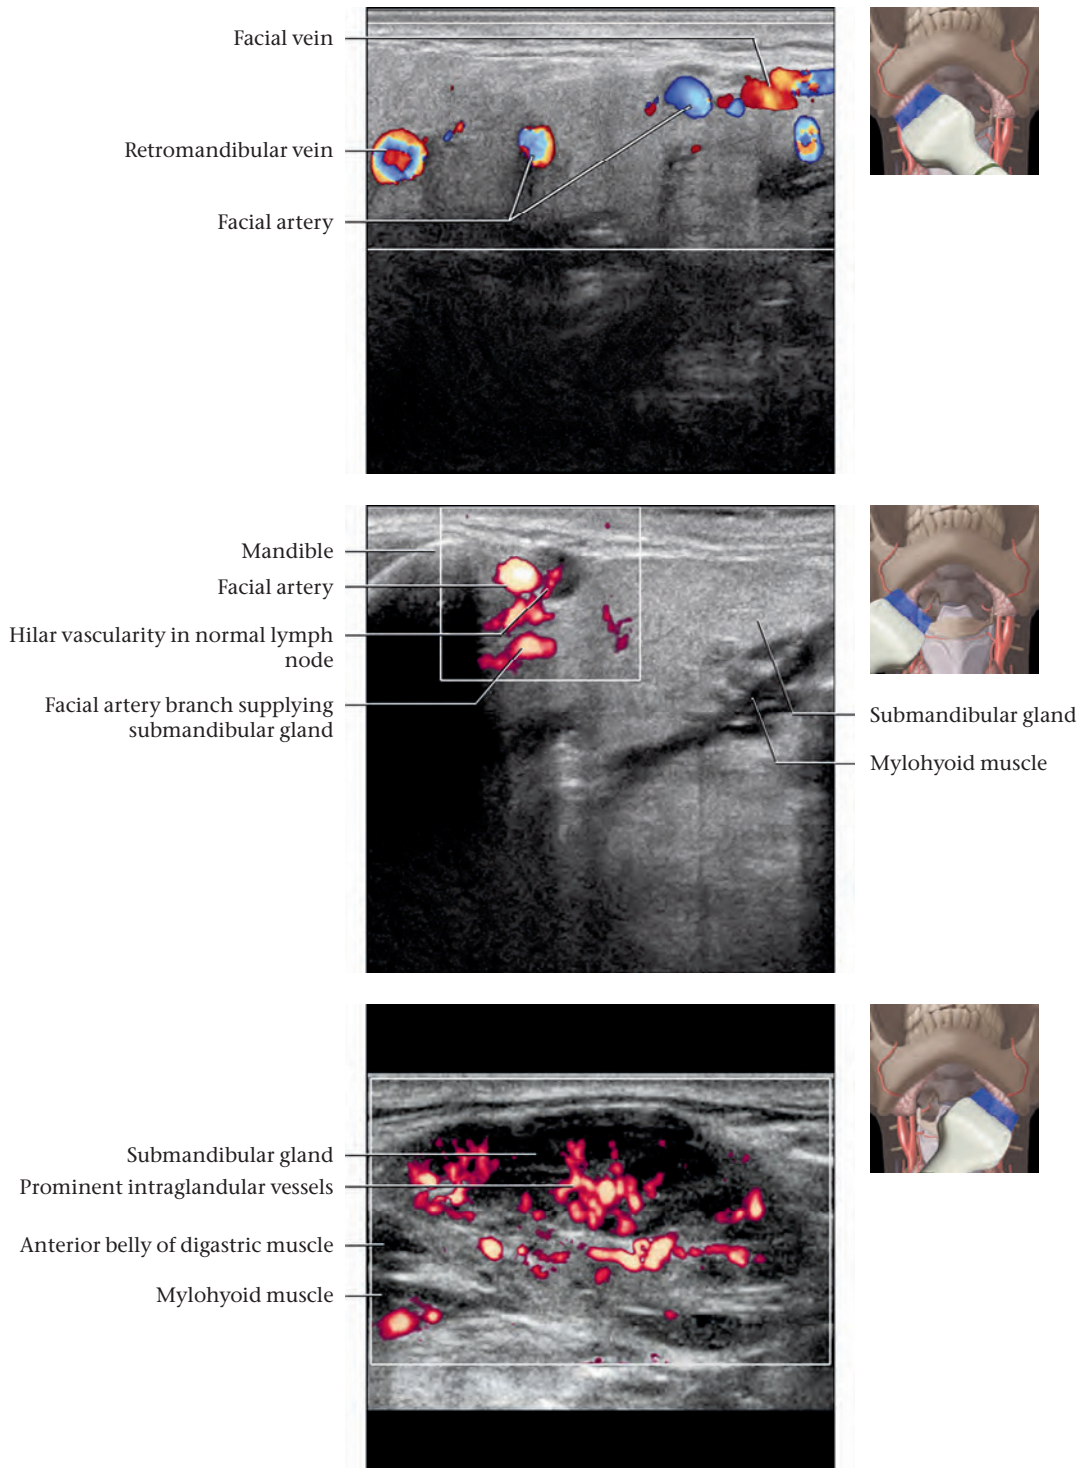 Facial vein
Retromandibular vein
Facial artery
Mandible
Facial artery
Hilar vascularity in normal lymph
node
Facial artery branch supplying
submandibular gland
Submandibular gland
Mylohyoid muscle
Submandibular gland
Prominent intraglandular vessels
Anterior belly of digastric muscle
Mylohyoid muscle